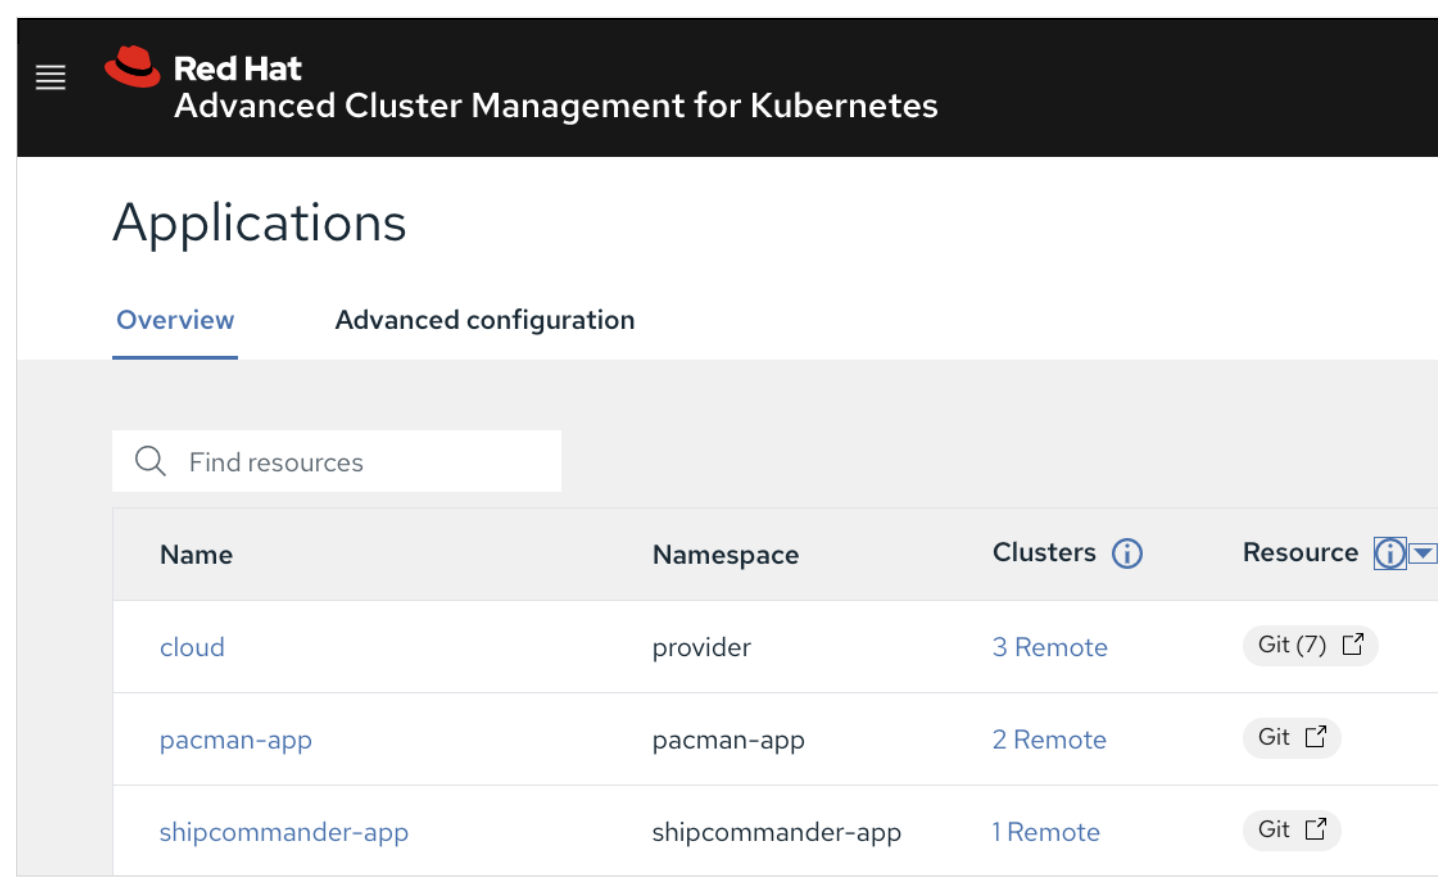 Red Hat
Advanced Cluster Management for Kubernetes
Applications
Overview Advanced configuration
Find resources
Name Namespace Clusters Resource
cloud provider 3 Remote Git (7)
pacman-app pacman-app 2 Remote Git
shipcommander-app shipcommander-app 1 Remote Git